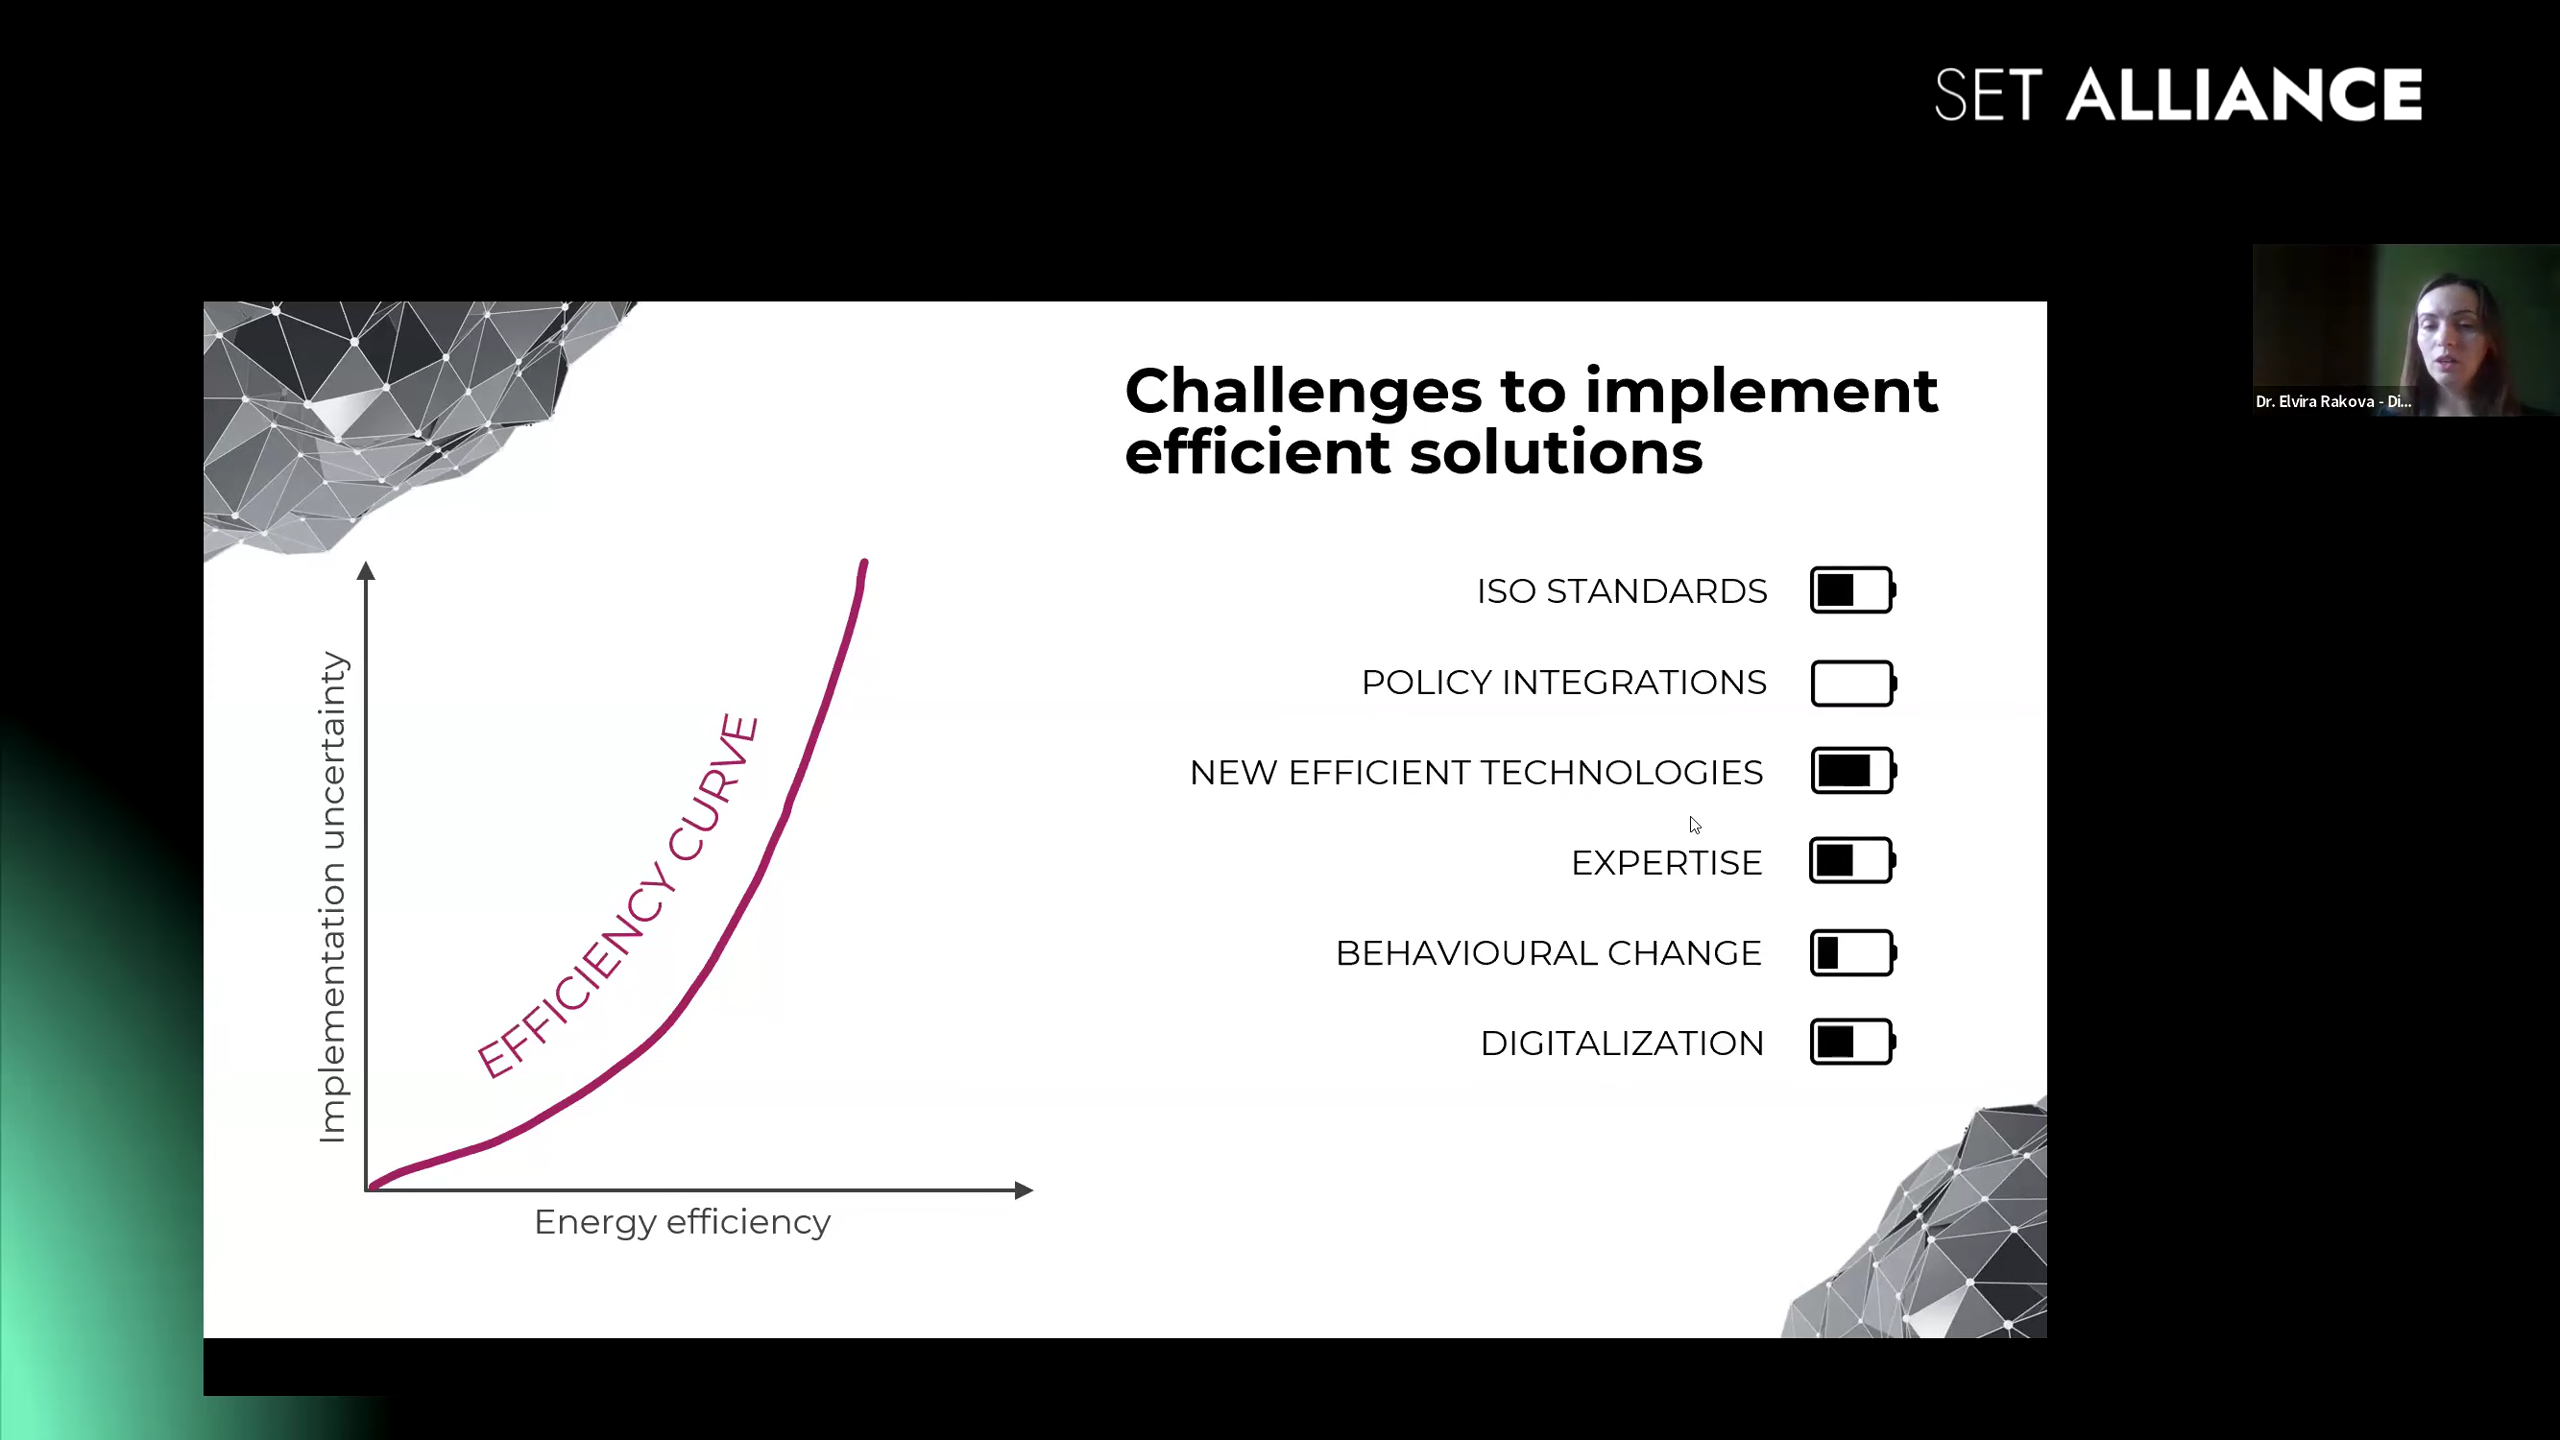 SET ALLIANCE
Dr. Elvira Rakova - Di...
Challenges to implement
efficient solutions
ISO STANDARDS
POLICY INTEGRATIONS
NEW EFFICIENT TECHNOLOGIES
EXPERTISE
BEHAVIOURAL CHANGE
DIGITALIZATION
Implementation uncertainty
EFFICIENCY CURVE
Energy efficiency